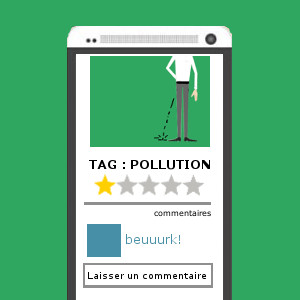 TAG : POLLUTION
commentaires
beuuurk!
Laisser un commentaire